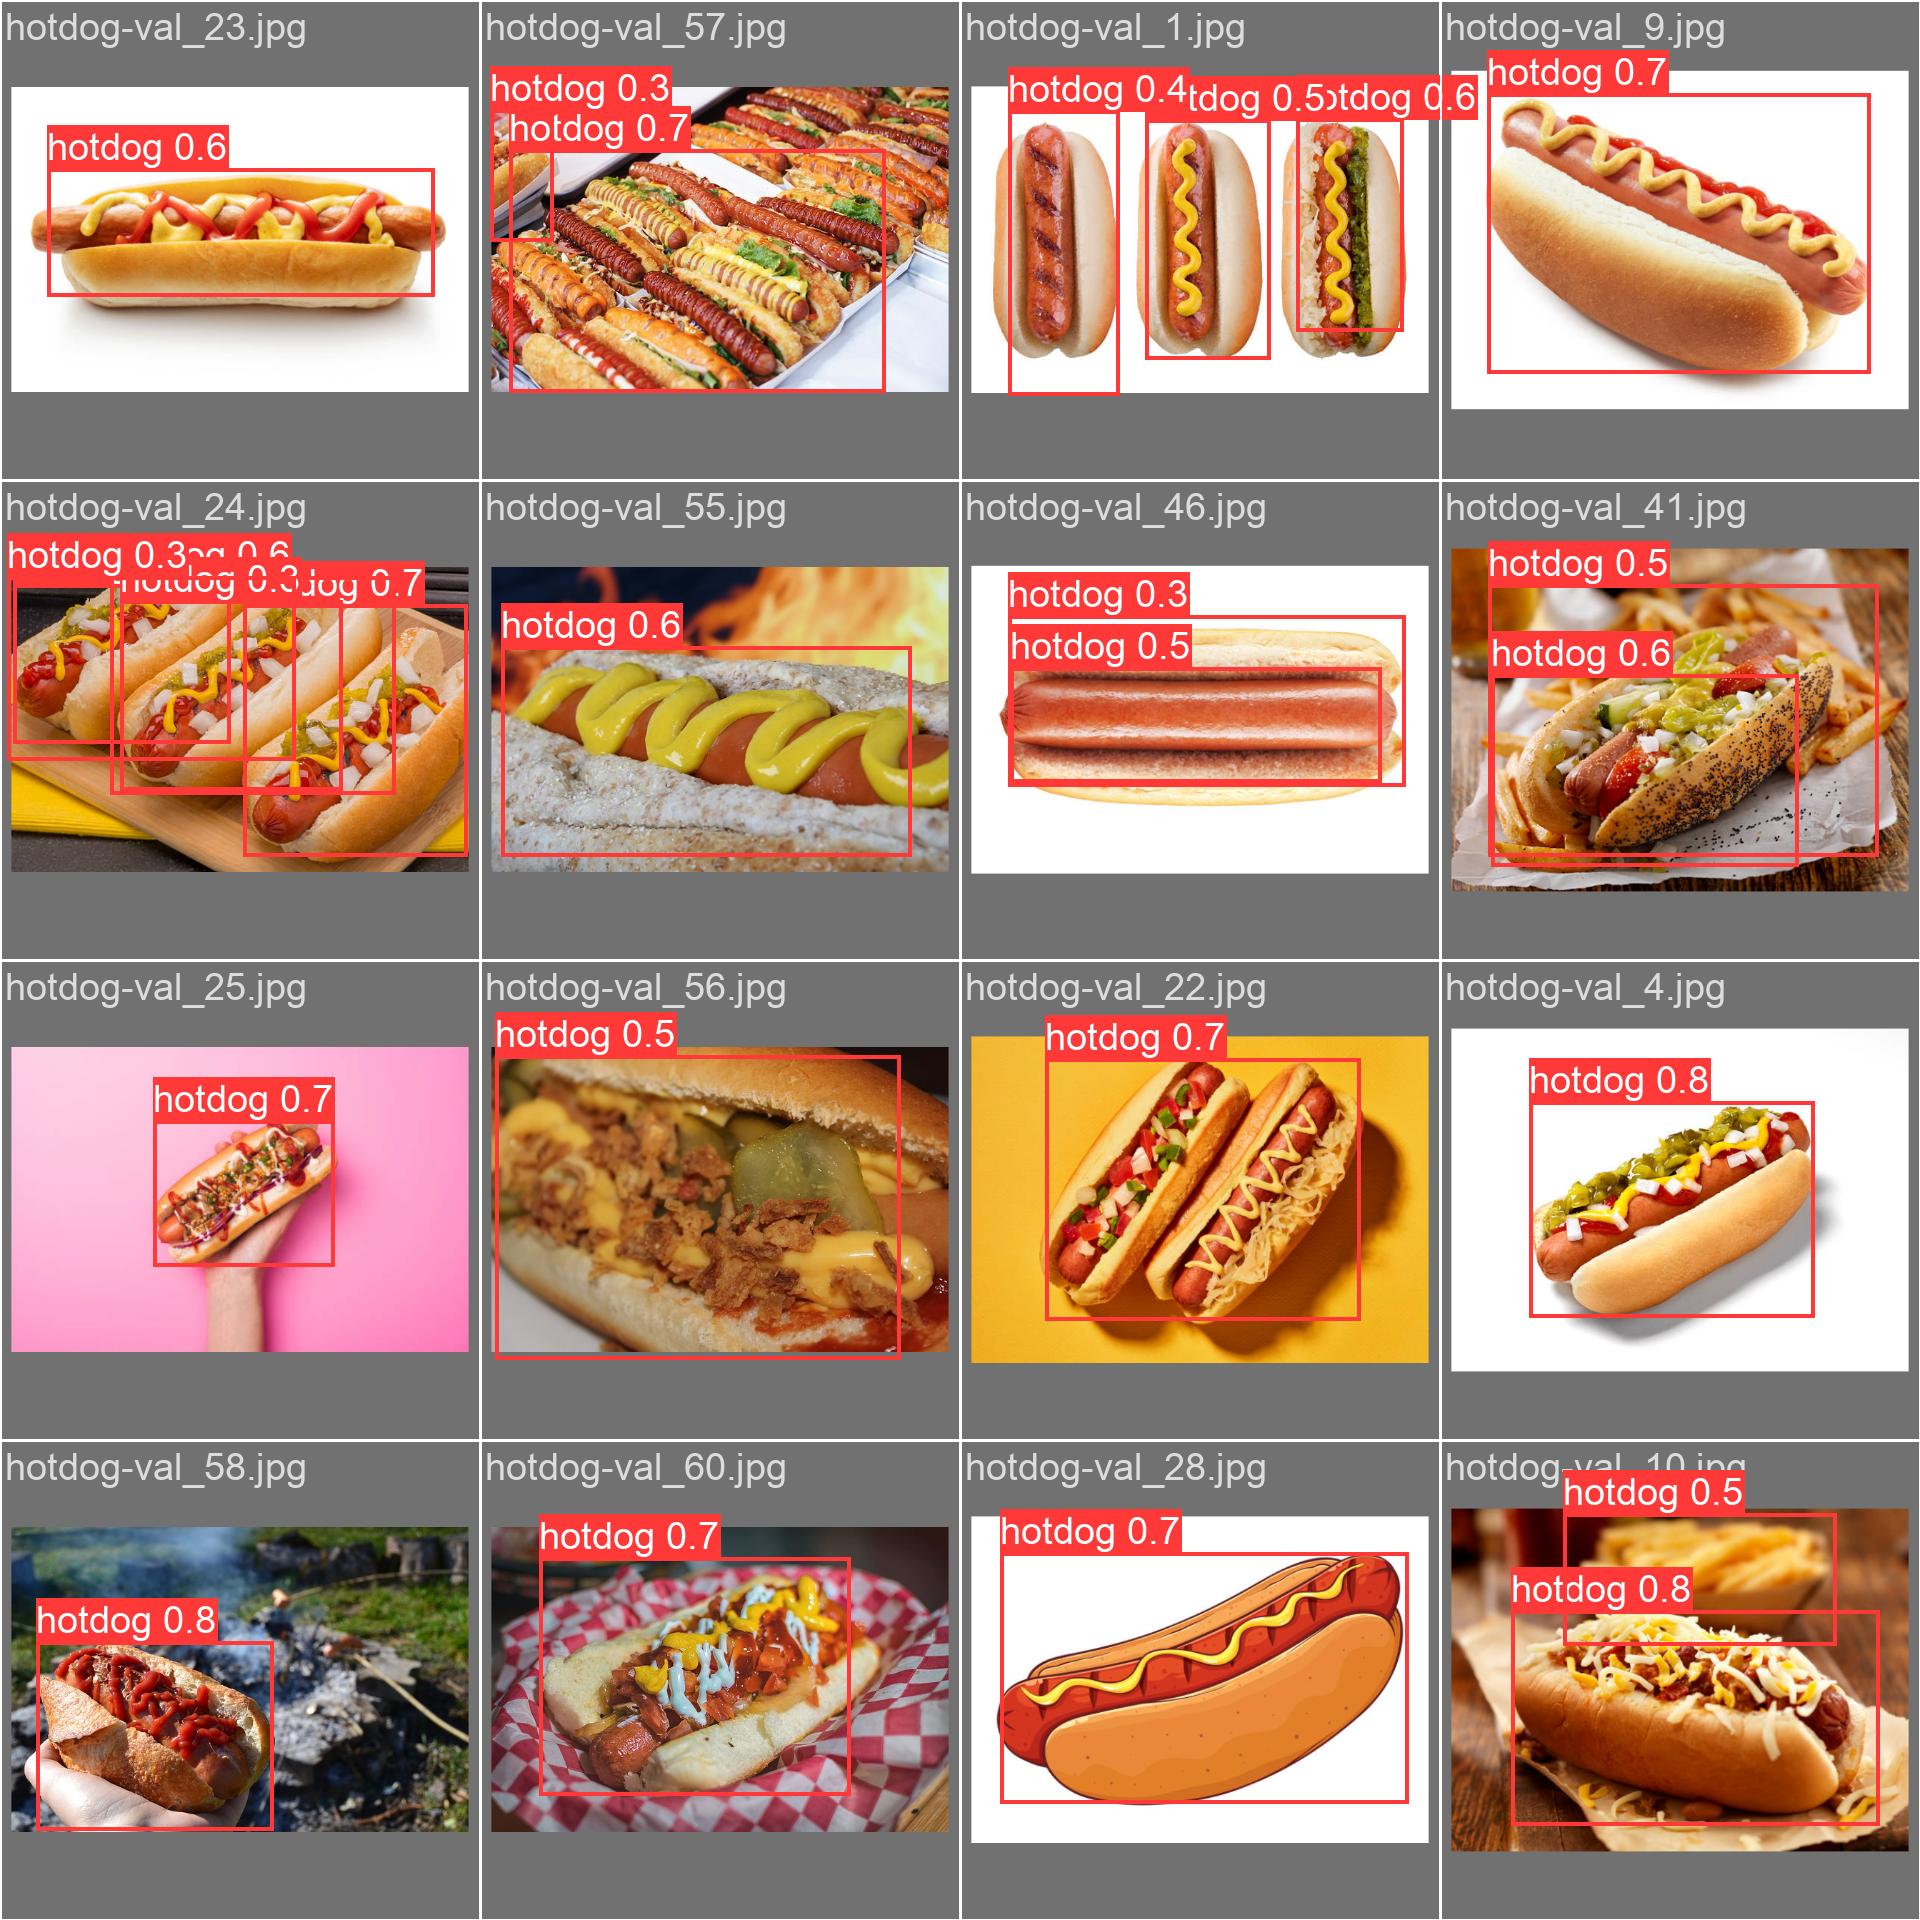 hotdog-val_23.jpg
hotdog 0.6
hotdog-val_57.jpg
hotdog 0.3
hotdog 0.7
hotdog-val_1.jpg
hotdog 0.4
tdog 0.5
otdog 0.6
hotdog-val_9.jpg
hotdog 0.7
hotdog-val_24.jpg
hotdog 0.3
og 0.6
hotdog 0.3
dog 0.7
hotdog-val_55.jpg
hotdog 0.6
hotdog-val_46.jpg
hotdog 0.3
hotdog 0.5
hotdog-val_41.jpg
hotdog 0.5
hotdog 0.6
hotdog-val_25.jpg
hotdog 0.7
hotdog-val_56.jpg
hotdog 0.5
hotdog-val_22.jpg
hotdog 0.7
hotdog-val_4.jpg
hotdog 0.8
hotdog-val_58.jpg
hotdog 0.8
hotdog-val_60.jpg
hotdog 0.7
hotdog-val_28.jpg
hotdog 0.7
hotdog-val_10.jpg
hotdog 0.5
hotdog 0.8